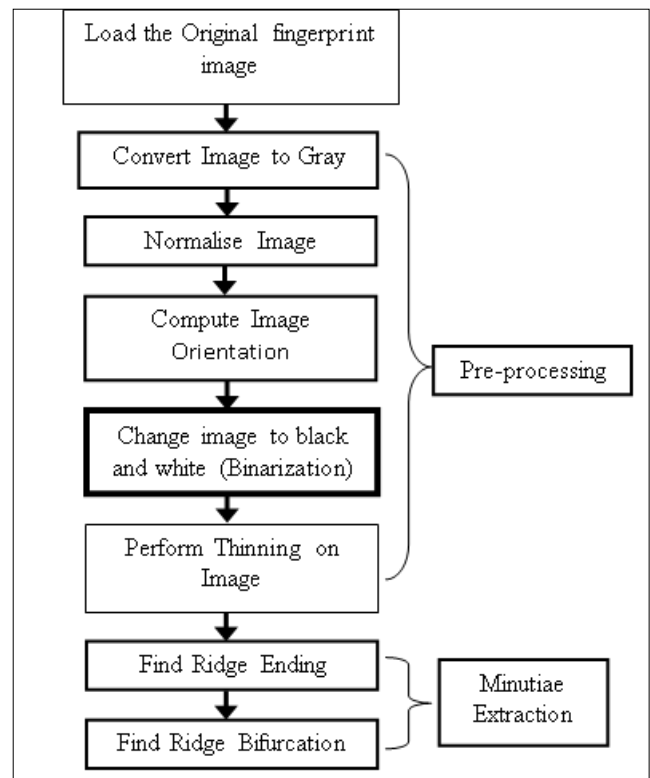 Load the Original fingerprint
image
Convert Image to Gray
Normalise Image
Compute Image
Orientation
Change image to black
and white (Binarization)
Perform Thinning on
Image
Pre-processing
Find Ridge Ending
Find Ridge Bifurcation
Minutiae
Extraction